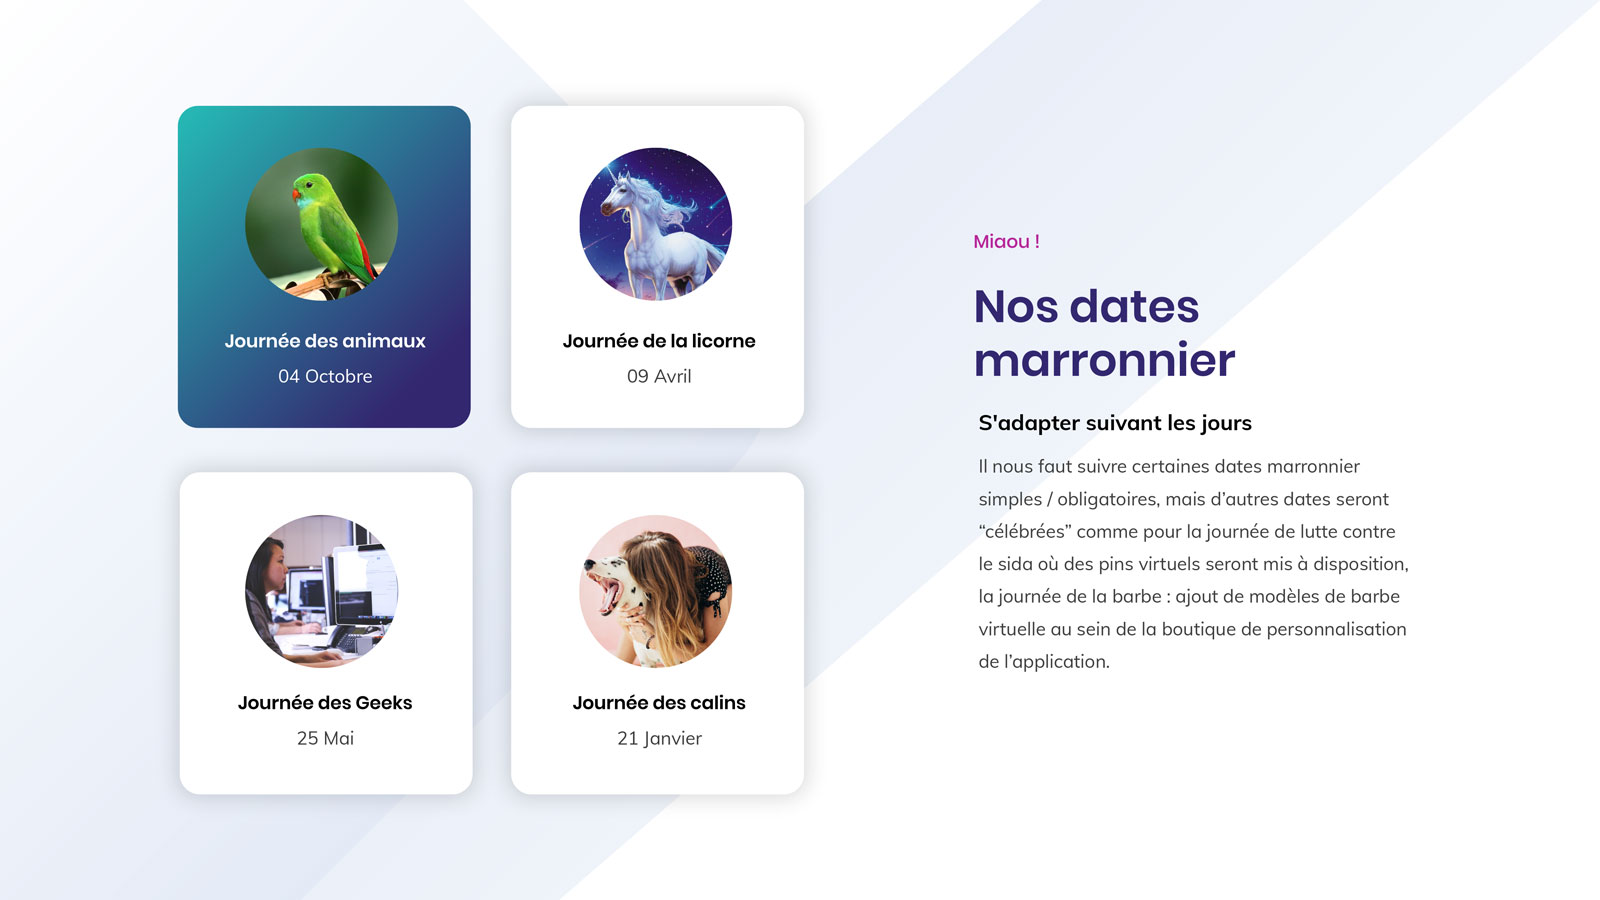 Journée des animaux
04 Octobre
Journée de la licorne
09 Avril
Journée des Geeks
25 Mai
Journée des calins
21 Janvier
Miaou !
Nos dates
marronnier
S'adapter suivant les jours
Il nous faut suivre certaines dates marronnier
simples / obligatoires, mais d’autres dates seront
“célébrées” comme pour la journée de lutte contre
le sida où des pins virtuels seront mis à disposition,
la journée de la barbe : ajout de modèles de barbe
virtuelle au sein de la boutique de personnalisation
de l’application.